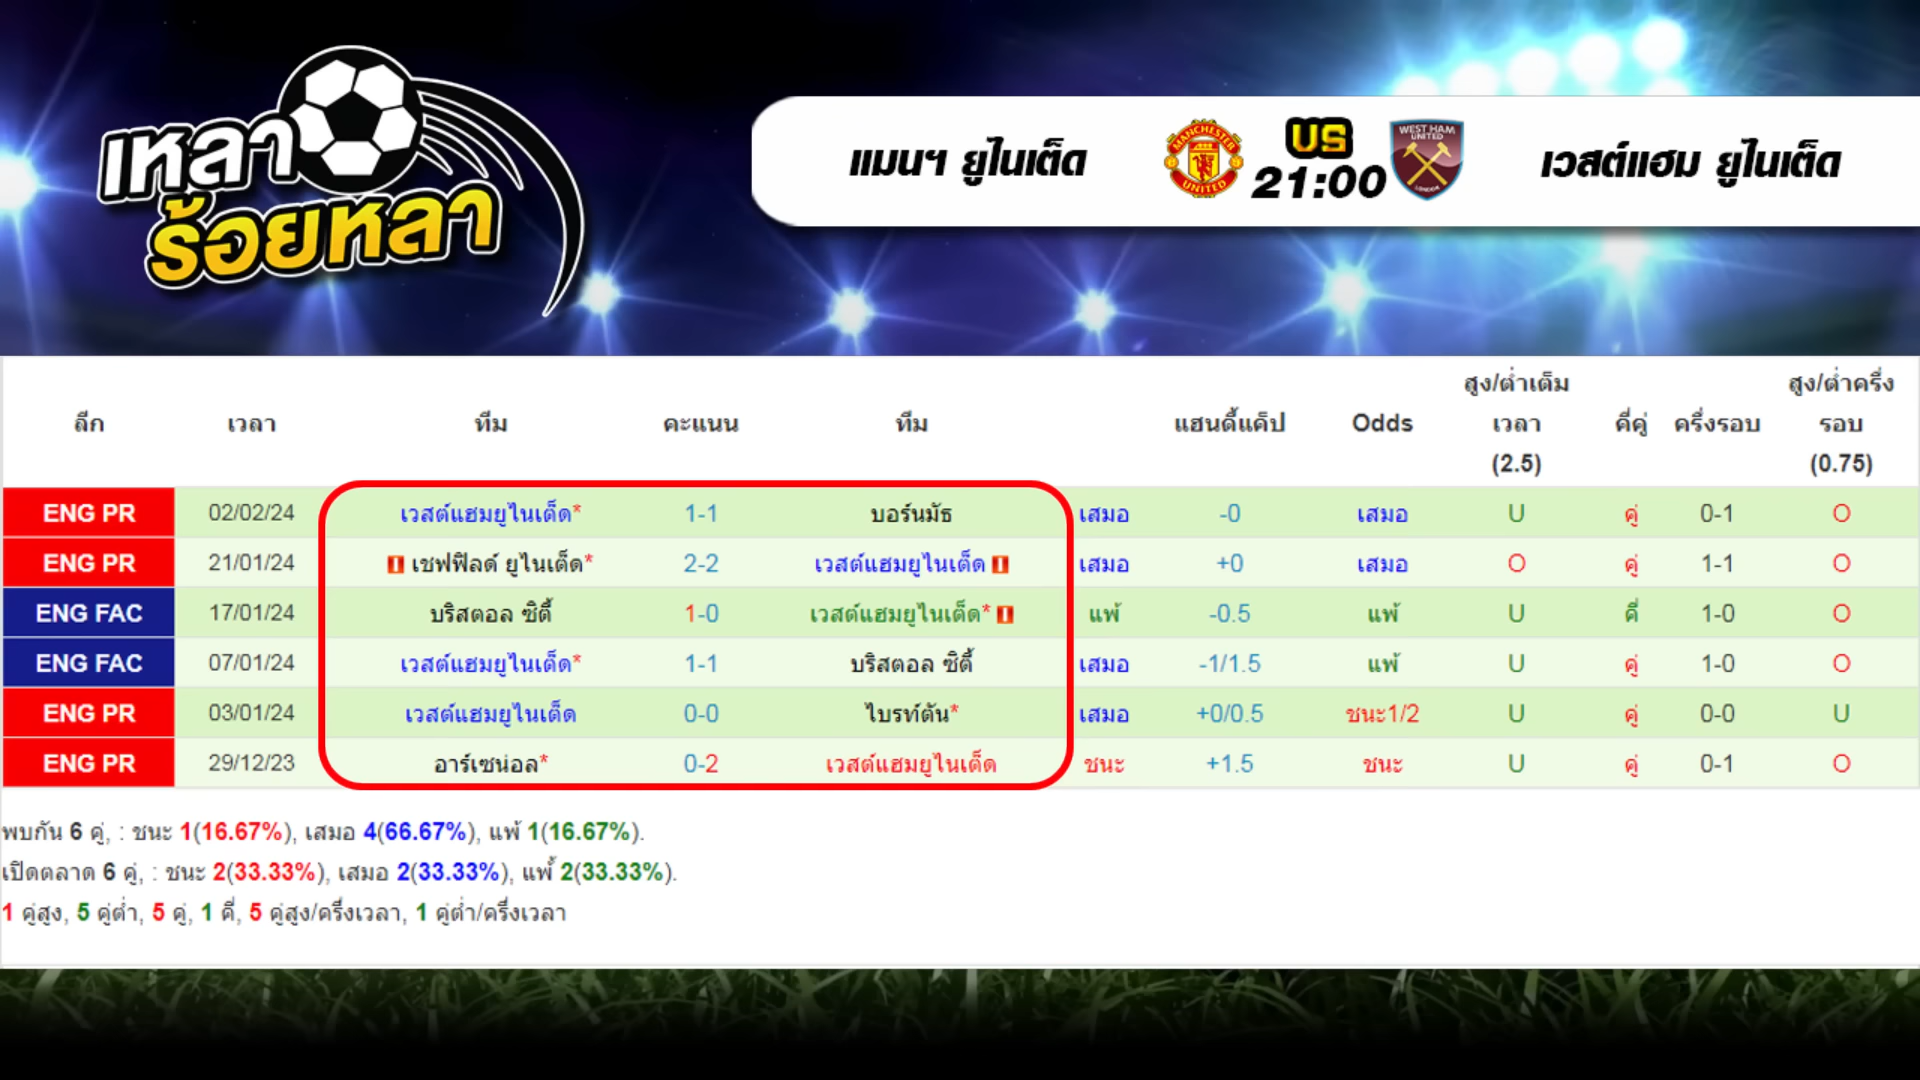 เหลา
ร้อยหลา
แมนฯ ยูไนเต็ด
MANCHESTER
UNITED
US
21:00
WEST HAM
UNITED
LONDON
เวสต์แฮม ยูไนเต็ด
ลีก เวลา ทีม คะแนน ทีม แฮนดี้แค็ป Odds สูง/ต่ำเต็มเวลา (2.5) คี่คู่ ครึ่งรอบ สูง/ต่ำครึ่งรอบ (0.75)
ENG PR 02/02/24 เวสต์แฮมยูไนเต็ด* 1-1 บอร์นมัธ เสมอ -0 เสมอ U คู่ 0-1 O
ENG PR 21/01/24 เชฟฟิลด์ ยูไนเต็ด* 2-2 เวสต์แฮมยูไนเต็ด เสมอ +0 เสมอ O คู่ 1-1 O
ENG FAC 17/01/24 บริสตอล ซิตี้ 1-0 เวสต์แฮมยูไนเต็ด* แพ้ -0.5 แพ้ U คี่ 1-0 O
ENG FAC 07/01/24 เวสต์แฮมยูไนเต็ด* 1-1 บริสตอล ซิตี้ เสมอ -1/1.5 แพ้ U คู่ 1-0 O
ENG PR 03/01/24 เวสต์แฮมยูไนเต็ด 0-0 ไบรท์ตัน* เสมอ +0/0.5 ชนะ1/2 U คู่ 0-0 U
ENG PR 29/12/23 อาร์เซน่อล* 0-2 เวสต์แฮมยูไนเต็ด ชนะ +1.5 ชนะ U คู่ 0-1 O
พบกัน 6 คู่, : ชนะ 1(16.67%), เสมอ 4(66.67%), แพ้ 1(16.67%).
เปิดตลาด 6 คู่, : ชนะ 2(33.33%), เสมอ 2(33.33%), แพ้ 2(33.33%).
1 คู่สูง, 5 คู่ต่ำ, 5 คู่, 1 คี่, 5 คู่สูง/ครึ่งเวลา, 1 คู่ต่ำ/ครึ่งเวลา